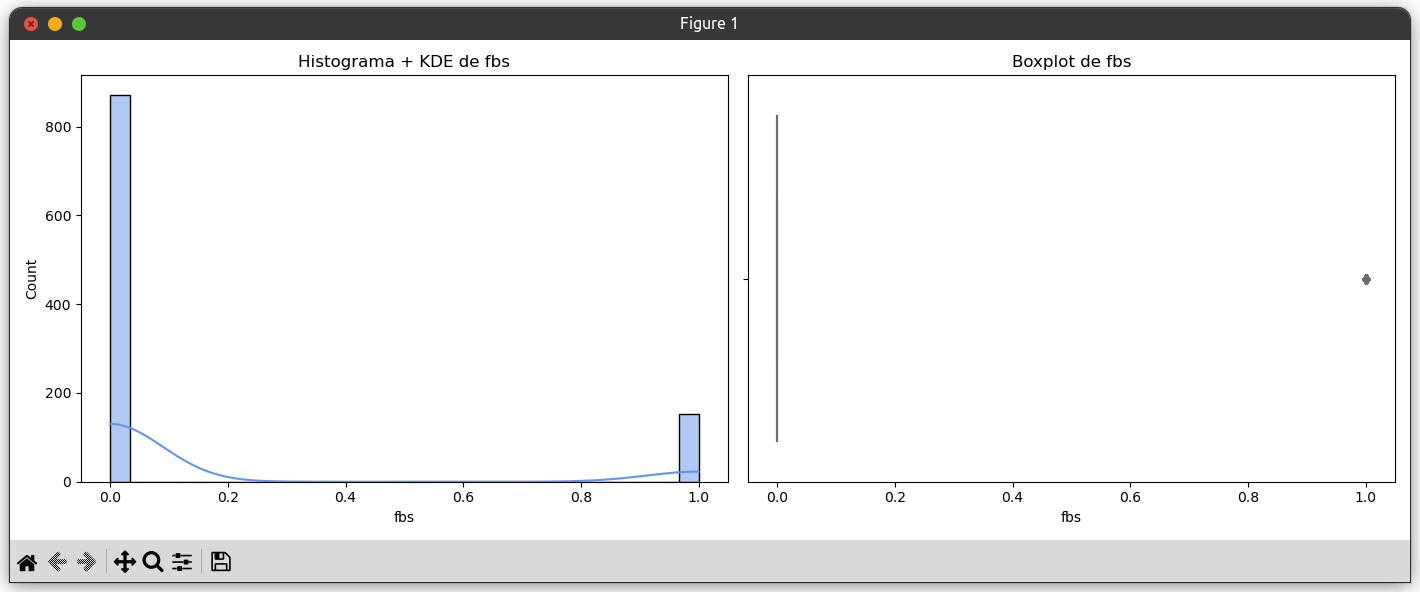 Figure 1
Histograma + KDE de fbs
Count
800
600
400
200
0
0.0 0.2 0.4 0.6 0.8 1.0
fbs
Boxplot de fbs
0.0 0.2 0.4 0.6 0.8 1.0
fbs